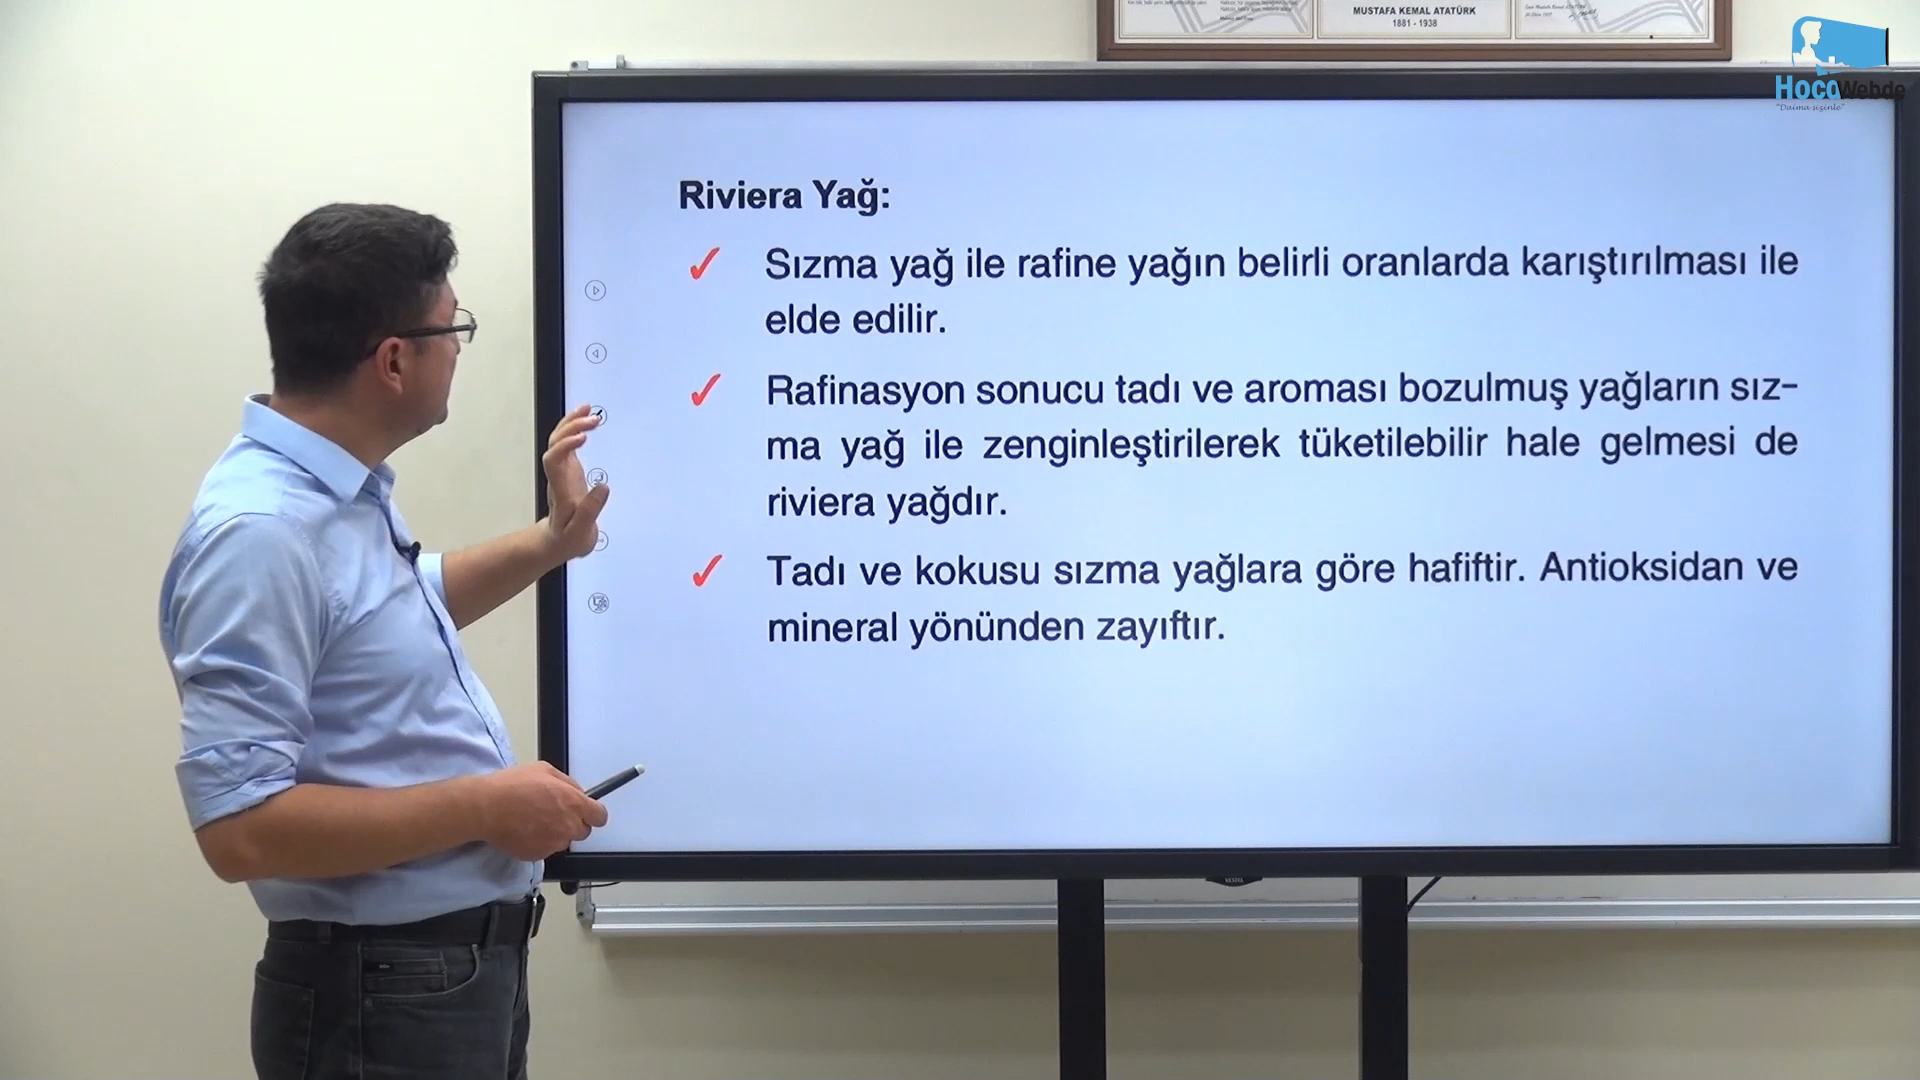 MUSTAFA KEMAL ATATÜRK
1881 - 1938
HocaWebde
"Daima sizinle"
Riviera Yağ:
✓ Sızma yağ ile rafine yağın belirli oranlarda karıştırılması ile
elde edilir.
✓ Rafinasyon sonucu tadı ve aroması bozulmuş yağların sız-
ma yağ ile zenginleştirilerek tüketilebilir hale gelmesi de
riviera yağdır.
✓ Tadı ve kokusu sızma yağlara göre hafiftir. Antioksidan ve
mineral yönünden zayıftır.